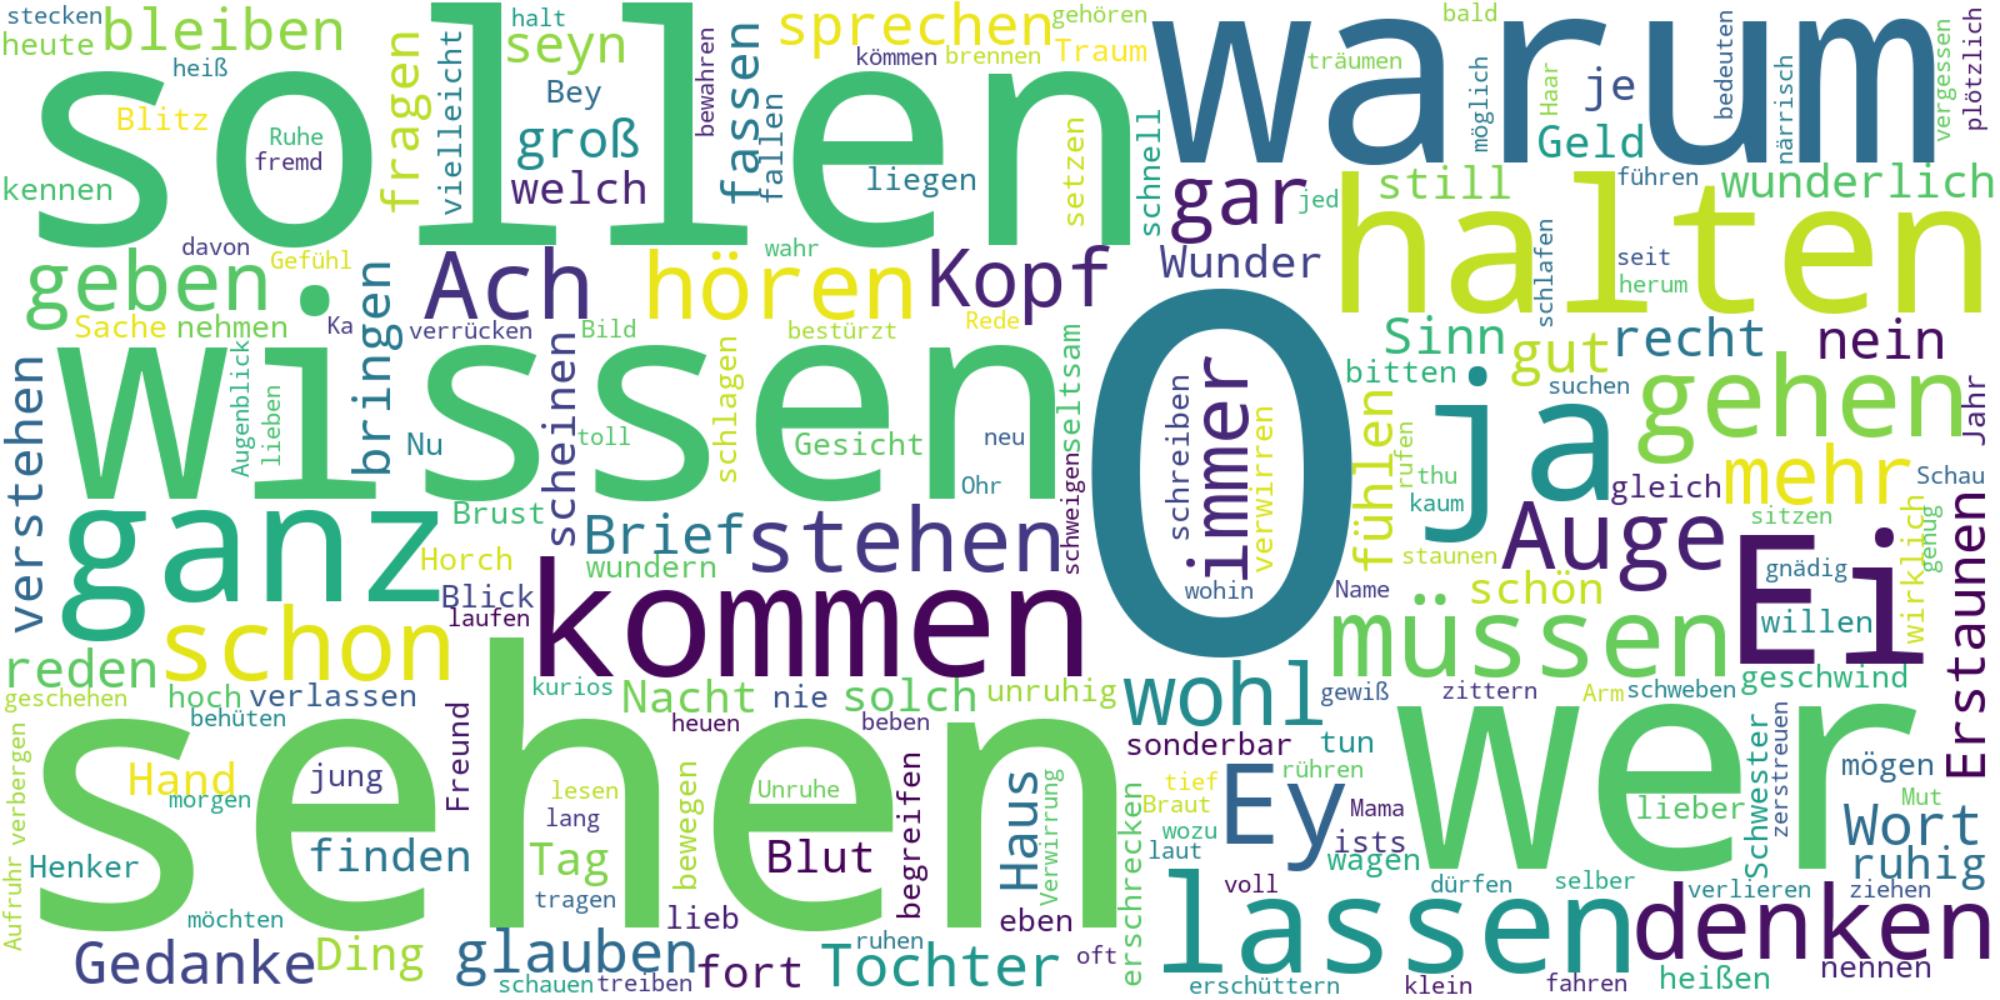 stecken
heute
bleiben
heiß
sollen
Blitz
Ruhe
fremd
kennen
fragen
vielleicht
halt
seyn
Bey
groß
welch
bewahren
fassen
fallen
sprechen
gehören
kömmen
brennen
Traum
liegen
setzen
schnell
warum
träumen
bald
möglich
Haar
je
Geld
bedeuten
närrisch
vergessen
plötzlich
gar
jed
still
führen
wunderlich
halten
davon
Gefühl
geben
Ach
hören
wahr
Kopf
Wunder
schlafen
seit
herum
Sache
nehmen
Ka
bringen
verrücken
Bild
bestürzt
Rede
seltsam
Sinn
gut
recht
nein
wissen
Augenblick
lieben
Nu
scheinen
toll
schlagen
Gesicht
neu
Ohr
schweigen
O
schreiben
immer
verwirren
wohin
bitten
suchen
ja
gehen
Jahr
verstehen
fühlen
rufen
thu
kaum
gleich
mehr
Schau
ganz
Brust
Horch
Brief
stehen
wundern
staunen
Auge
sitzen
wirklich
genug
Erstaunen
Blick
laufen
kommen
Name
schön
müssen
Ei
gnädig
willen
schon
reden
geschehen
hoch
verlassen
behüten
kurios
Nacht
nie
solch
unruhig
heuen
beben
wohl
gewiß
zittern
Arm
schweben
geschwind
sehen
Aufruhr
verbergen
Hand
morgen
jung
Freund
Henker
finden
möchten
lesen
lang
Tag
tragen
bewegen
Unruhe
Blut
begreifen
Haus
Verwirrung
erschrecken
lieb
eben
sonderbar
tun
tief
Braut
wozu
laut
Ey
rühren
Mama
ists
wagen
wer
lieber
Schwester
zerstreuen
mögen
Mut
Wort
ruhig
voll
dürfen
selber
verlieren
ziehen
lassen
denken
Gedanke
Ding
glauben
schauen
treiben
fort
Tochter
ruhen
oft
erschüttern
klein
fahren
heißen
nennen